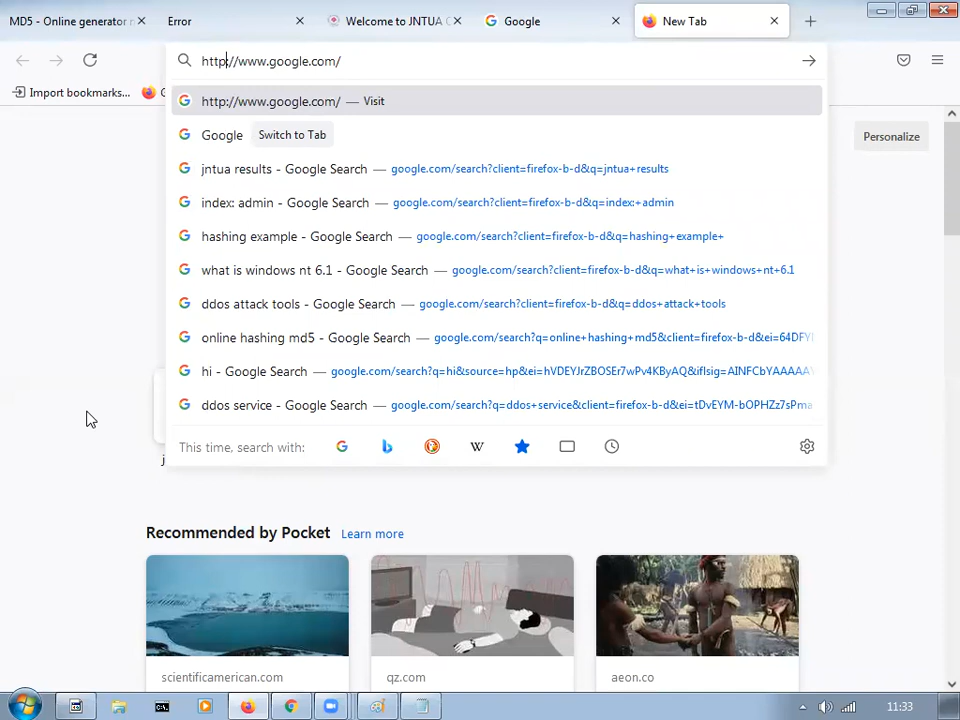 MD5 - Online generator
Error
Welcome to JNTUA
Google
New Tab
http//www.google.com/
Import bookmarks...
http://www.google.com/ — Visit
Google Switch to Tab
Personalize
jntua results - Google Search — google.com/search?client=firefox-b-d&q=jntua+results
index: admin - Google Search — google.com/search?client=firefox-b-d&q=index:+admin
hashing example - Google Search — google.com/search?client=firefox-b-d&q=hashing+example+
what is windows nt 6.1 - Google Search — google.com/search?client=firefox-b-d&q=what+is+windows+nt+6.1
ddos attack tools - Google Search — google.com/search?client=firefox-b-d&q=ddos+attack+tools
online hashing md5 - Google Search — google.com/search?q=online+hashing+md5&client=firefox-b-d&ei=64DFY
hi - Google Search — google.com/search?q=hi&source=hp&ei=hVDEYJrZBOSEr7wPv4KByAQ&iflsig=AINFCbYAAAAA
ddos service - Google Search — google.com/search?q=ddos+service&client=firefox-b-d&ei=tDvEYM-bOPHZz7sPma
This time, search with:
Recommended by Pocket Learn more
scientificamerican.com
qz.com
aeon.co
11:33